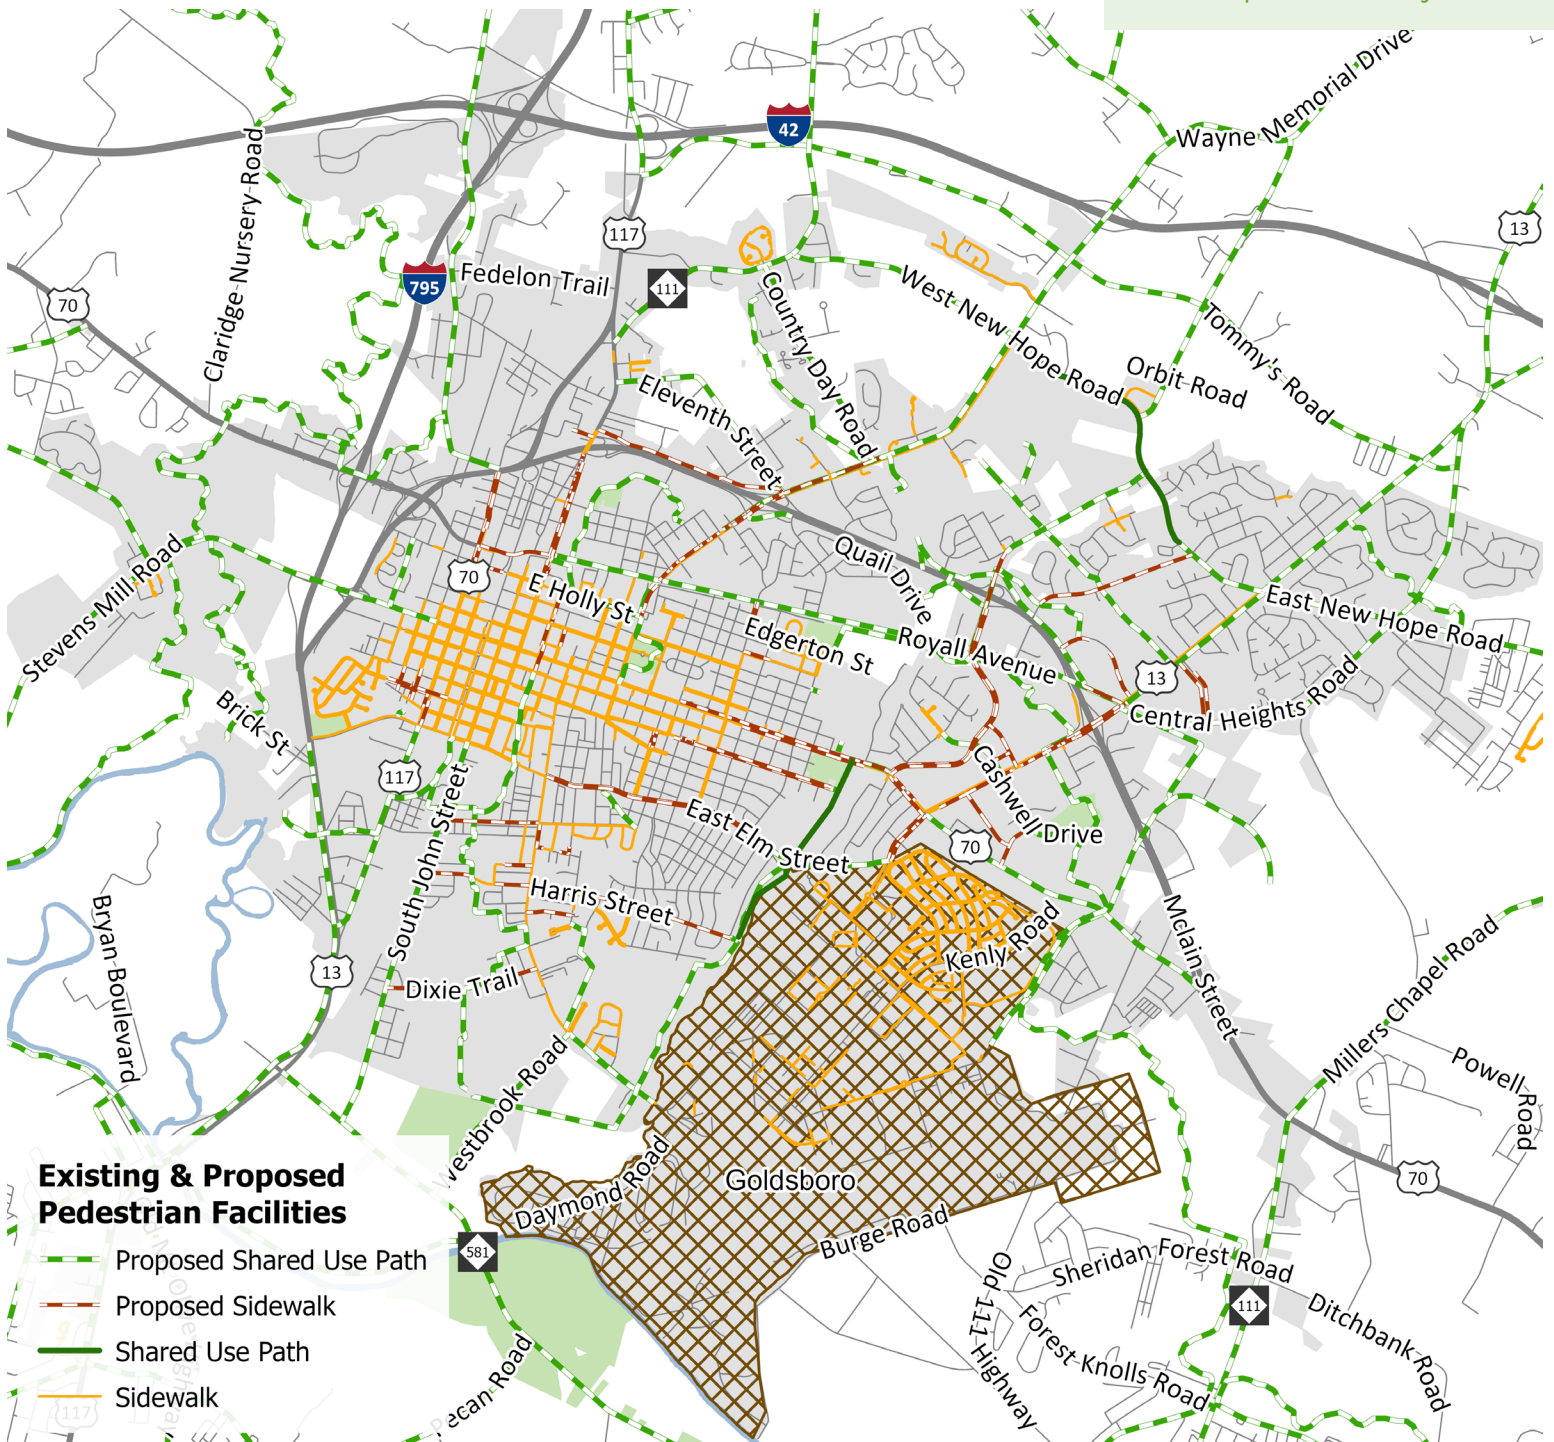 Wayne Memorial Drive
42
Claridge-Nursery-Road
117
13
Fedelon Trail
795
111
70
West-New-Hope-Road
Country Day Road
Tommy's Road
Orbit-Road
Eleventh Street
Quail Drive
Stevens Mill Road
70
E Holly St
Edgerton St
Royall Avenue
East New Hope Road
13
Central Heights Road
Brick St
117
South John Street
Cashwell Drive
East Elm Street
70
Harris Street
Bryan-Boulevard
Kenly Road
Mclain Street
Millers Chapel Road
13
Dixie Trail
Powell Road
Westbrook Road
Goldsboro
70
Daymond Road
Burge Road
581
Old 111 Highway
Sheridan Forest Road
111
Ditchbank Road
Forest-Knolls Road
Pecan-Road
Existing & Proposed
Pedestrian Facilities
Proposed Shared Use Path
Proposed Sidewalk
Shared Use Path
Sidewalk
117